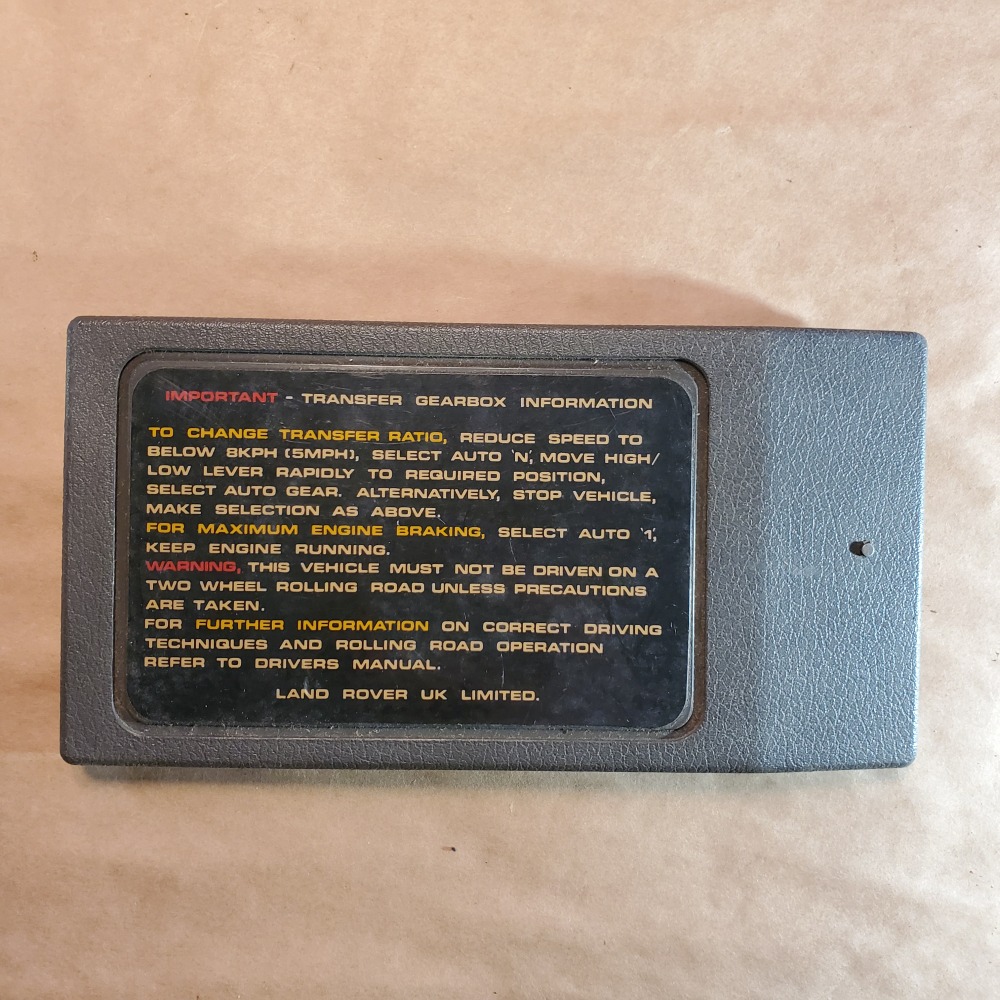 IMPORTANT - TRANSFER GEARBOX INFORMATION
TO CHANGE TRANSFER RATIO, REDUCE SPEED TO
BELOW 8KPH (5MPH), SELECT AUTO 'N', MOVE HIGH/
LOW LEVER RAPIDLY TO REQUIRED POSITION,
SELECT AUTO GEAR. ALTERNATIVELY, STOP VEHICLE,
MAKE SELECTION AS ABOVE.
FOR MAXIMUM ENGINE BRAKING, SELECT AUTO '1',
KEEP ENGINE RUNNING.
WARNING, THIS VEHICLE MUST NOT BE DRIVEN ON A
TWO WHEEL ROLLING ROAD UNLESS PRECAUTIONS
ARE TAKEN.
FOR FURTHER INFORMATION ON CORRECT DRIVING
TECHNIQUES AND ROLLING ROAD OPERATION
REFER TO DRIVERS MANUAL.
LAND ROVER UK LIMITED.